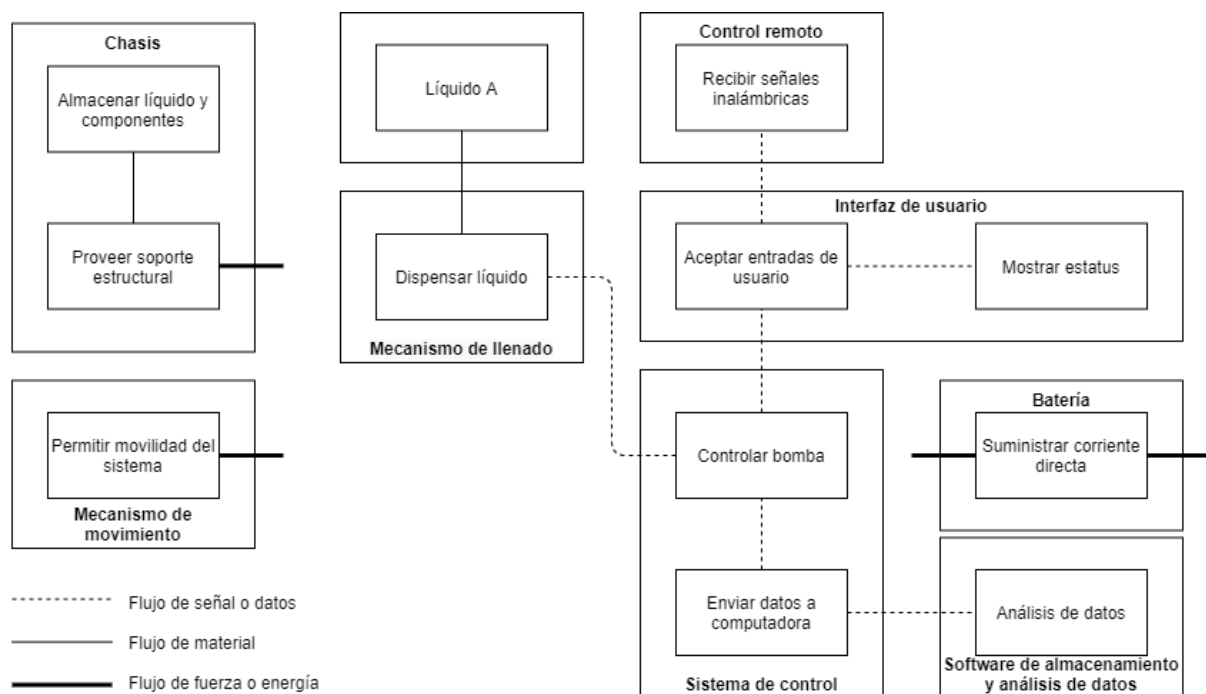 Chasis
Almacenar líquido y
componentes
Proveer soporte
estructural
Líquido A
Dispensar líquido
Mecanismo de llenado
Control remoto
Recibir señales
inalámbricas
Interfaz de usuario
Aceptar entradas de
usuario
Mostrar estatus
Permitir movilidad del
sistema
Mecanismo de
movimiento
Controlar bomba
Enviar datos a
computadora
Sistema de control
Batería
Suministrar corriente
directa
Análisis de datos
Software de almacenamiento
y análisis de datos
Flujo de señal o datos
Flujo de material
Flujo de fuerza o energía